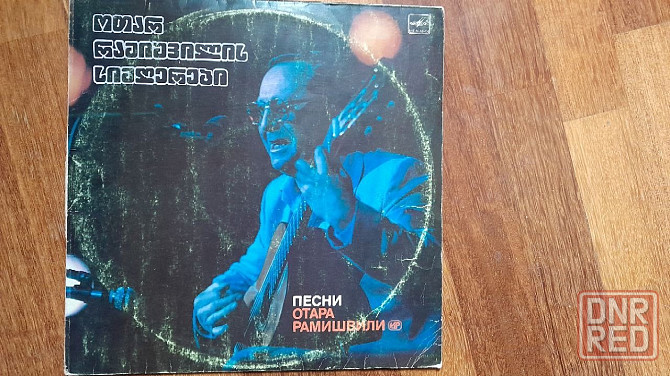 ოთარ
რამიშვილის
სიმღერები
ПЕСНИ
ОТАРА
РАМИШВИЛИ
DNR
RED